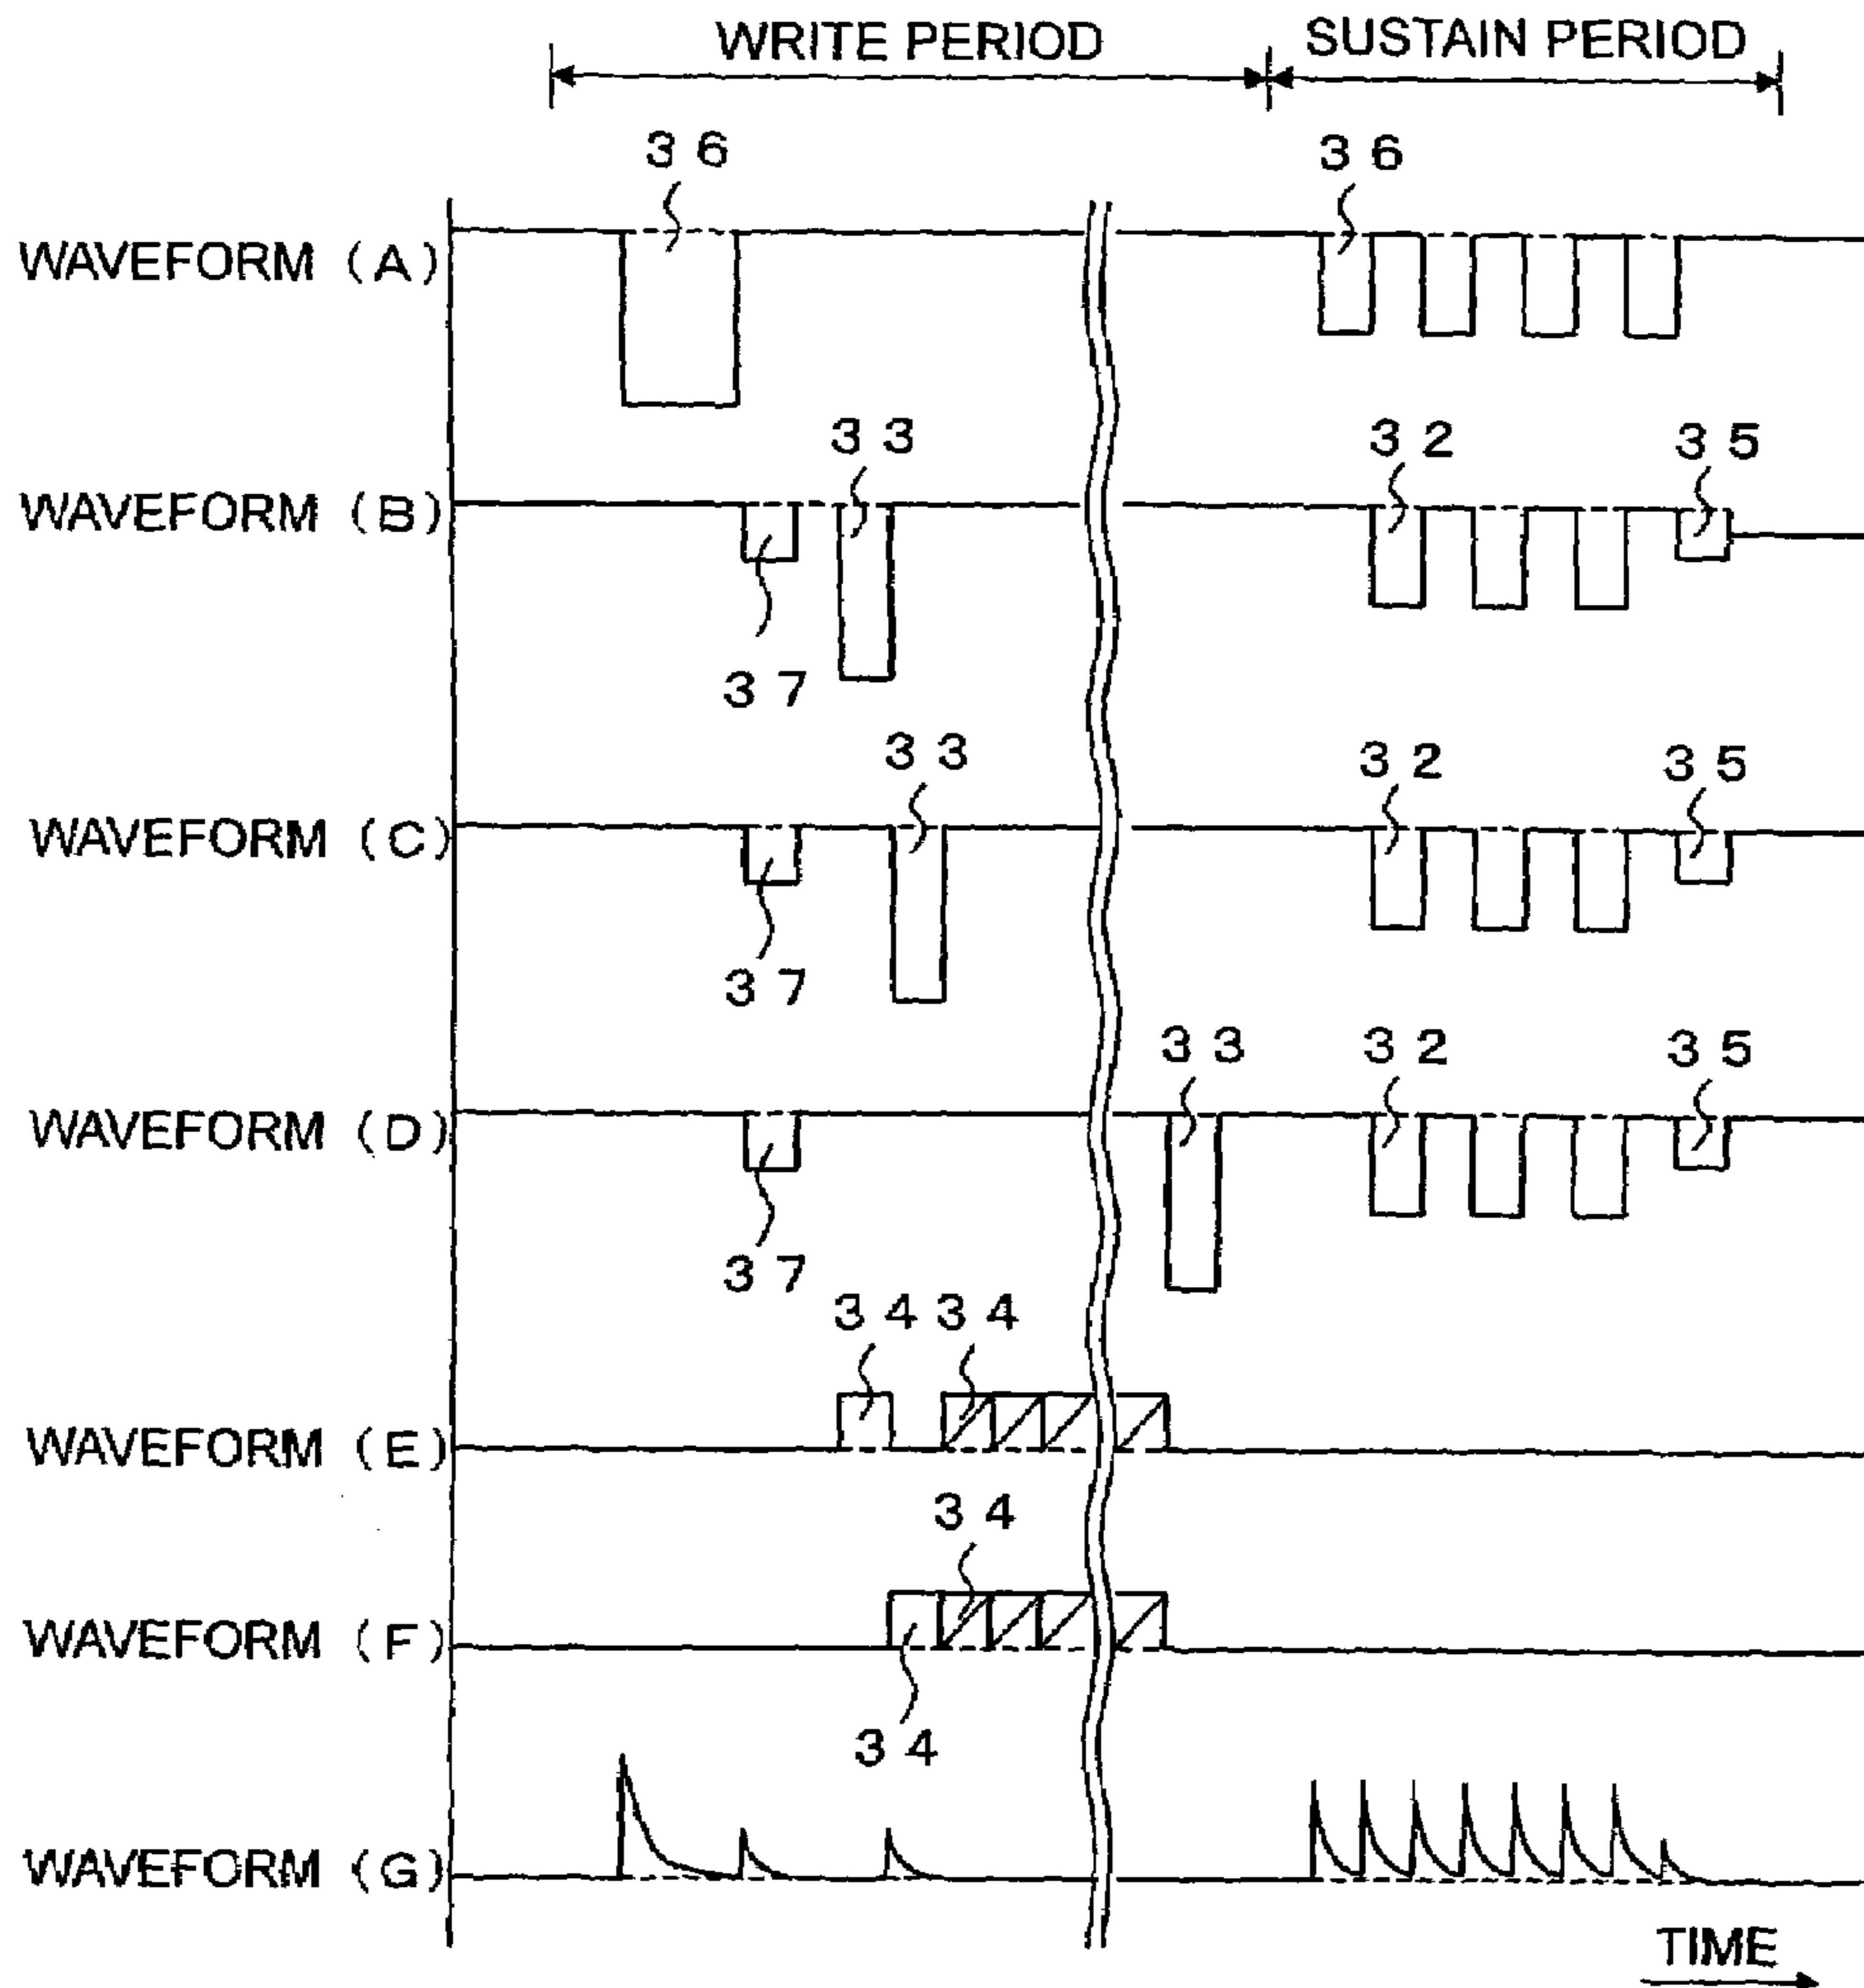 WRITE PERIOD SUSTAIN PERIOD
36 36
WAVEFORM (A)
33 32 35
WAVEFORM (B)
37
33 32 35
WAVEFORM (C)
37
33 32 35
WAVEFORM (D)
37
34 34
WAVEFORM (E)
34
WAVEFORM (F)
34
WAVEFORM (G)
TIME